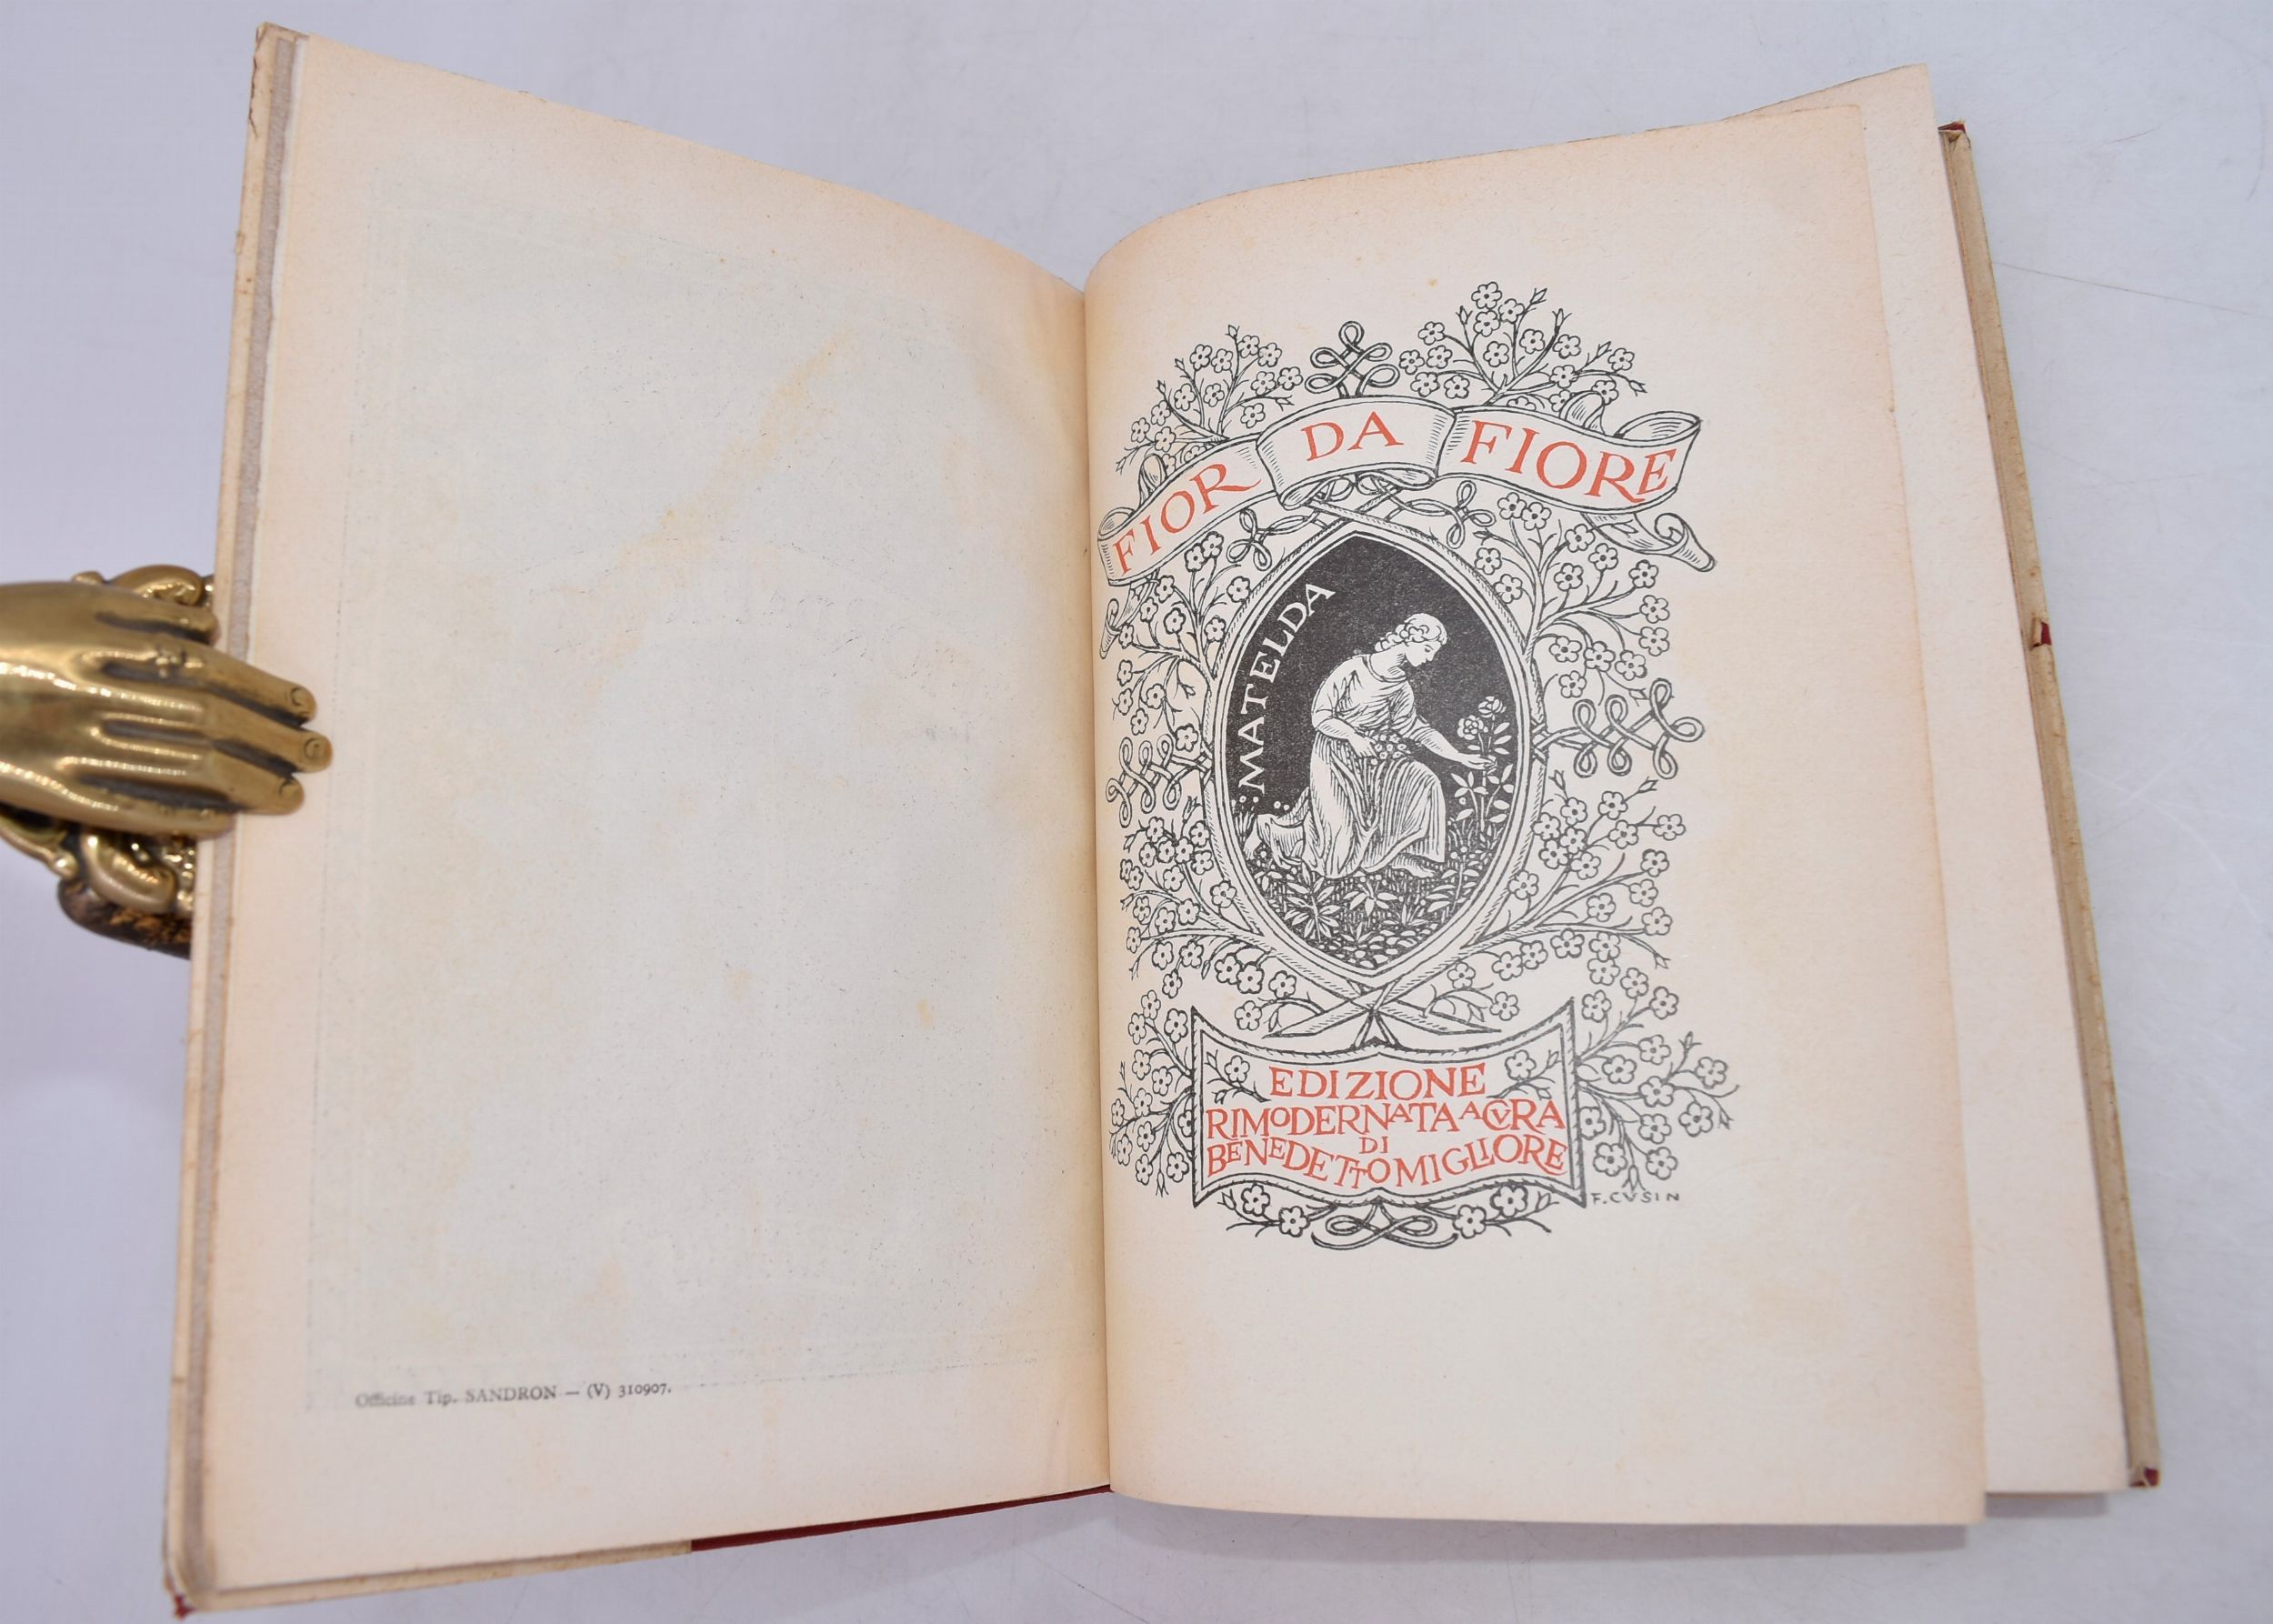 Officine Tip. SANDRON — (V) 310907.
FIOR DA FIORE
:MATELDA:
EDIZIONE
RIMODERNATA A CVRA
DI
BENEDETTO MIGLIORE
F. CVSIN